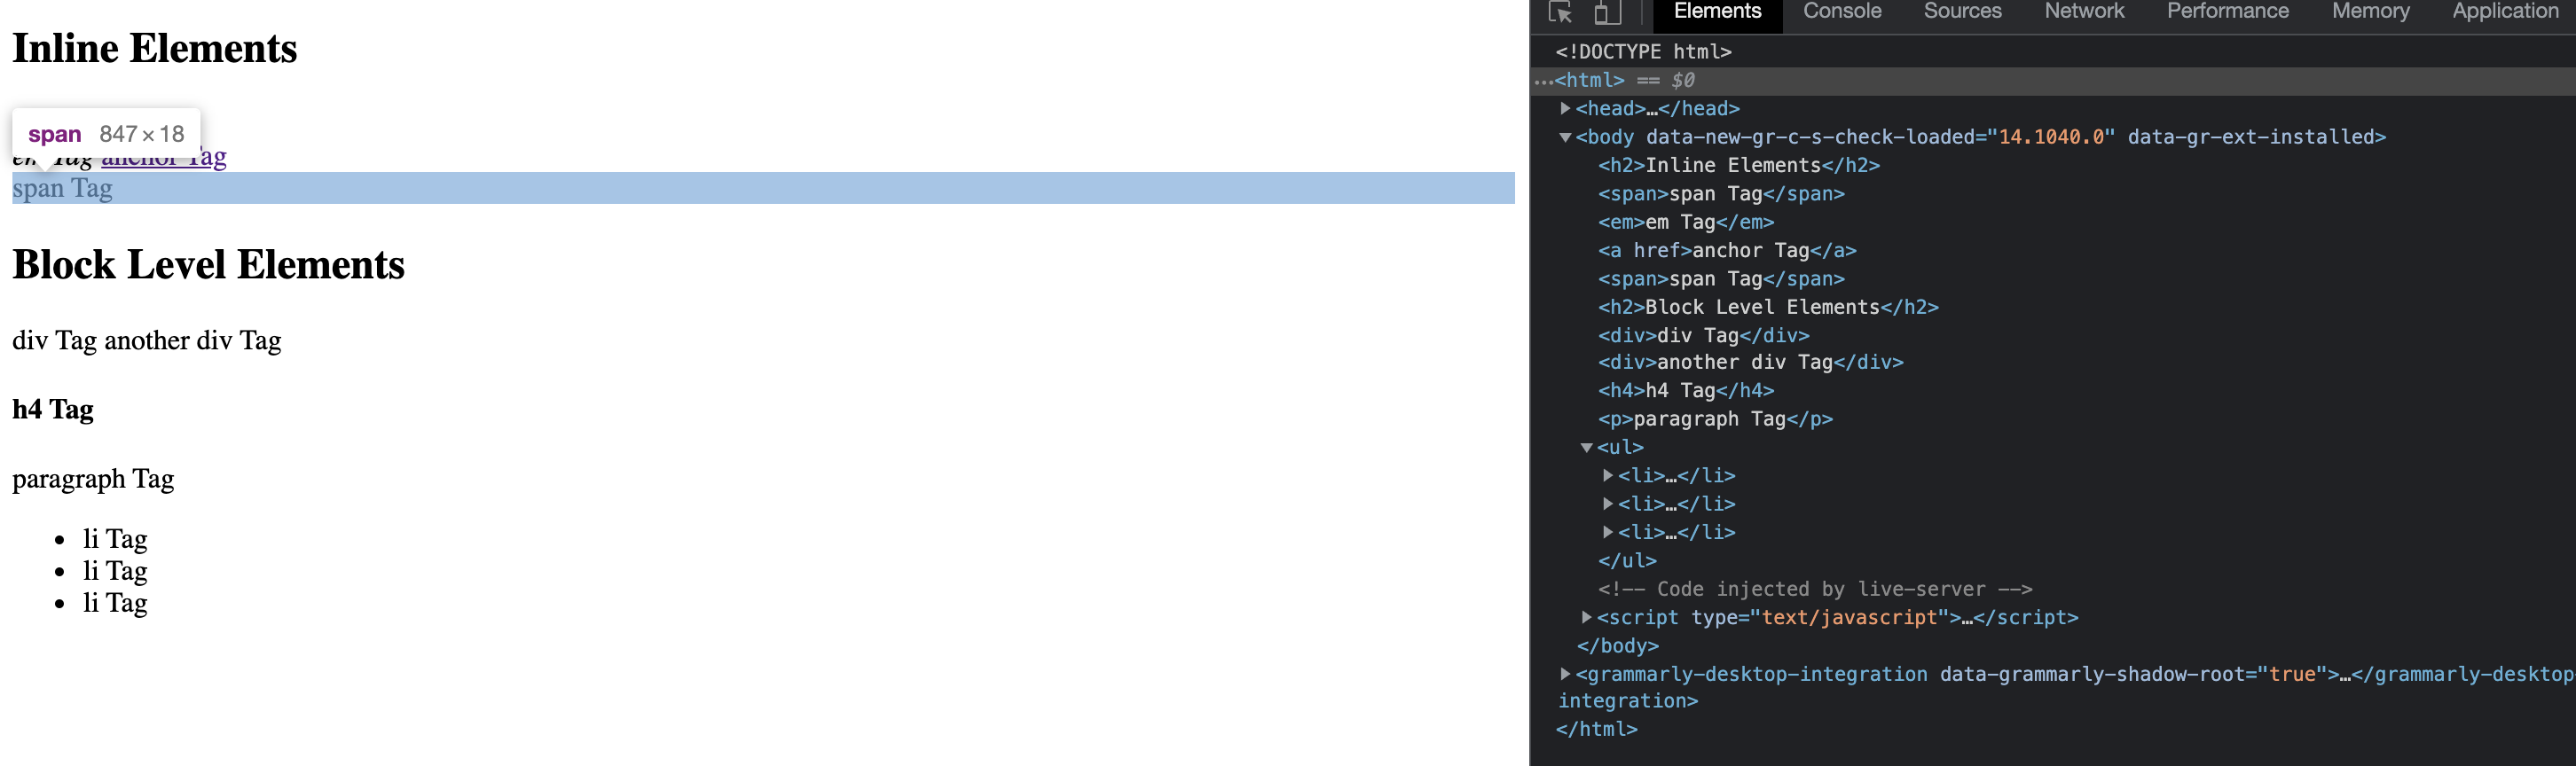 Inline Elements
span 847 × 18
em Tag anchor Tag
span Tag
Block Level Elements
div Tag another div Tag
h4 Tag
paragraph Tag
• li Tag
• li Tag
• li Tag
Elements Console Sources Network Performance Memory Application
<!DOCTYPE html>
…<html> == $0
▶<head>…</head>
▼<body data-new-gr-c-s-check-loaded="14.1040.0" data-gr-ext-installed>
<h2>Inline Elements</h2>
<span>span Tag</span>
<em>em Tag</em>
<a href>anchor Tag</a>
<span>span Tag</span>
<h2>Block Level Elements</h2>
<div>div Tag</div>
<div>another div Tag</div>
<h4>h4 Tag</h4>
<p>paragraph Tag</p>
▼<ul>
▶<li>…</li>
▶<li>…</li>
▶<li>…</li>
</ul>
<!-- Code injected by live-server -->
▶<script type="text/javascript">…</script>
</body>
▶<grammarly-desktop-integration data-grammarly-shadow-root="true">…</grammarly-desktop-
integration>
</html>